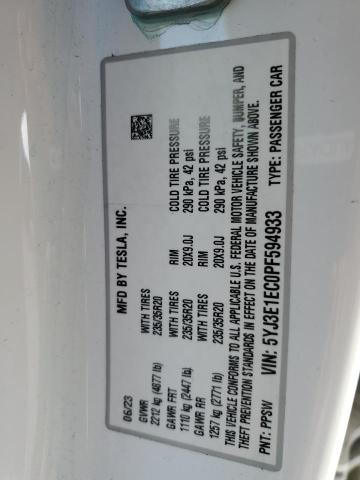 MFD BY TESLA, INC.
06/23
GVWR WITH TIRES RIM COLD TIRE PRESSURE
2212 kg (4877 LB) 235/35R20 20X9.0J 290 kPa, 42 psi
GAWR FRT WITH TIRES RIM COLD TIRE PRESSURE
1110 kg (2447 LB) 235/35R20 20X9.0J 290 kPa, 42 psi
GAWR RR
1257 kg (2771 LB)
THIS VEHICLE CONFORMS TO ALL APPLICABLE U.S. FEDERAL MOTOR VEHICLE SAFETY, BUMPER, AND
THEFT PREVENTION STANDARDS IN EFFECT ON THE DATE OF MANUFACTURE SHOWN ABOVE.
PNT: PPSW VIN: 5YJ3E1EC0PF594933 TYPE: PASSENGER CAR